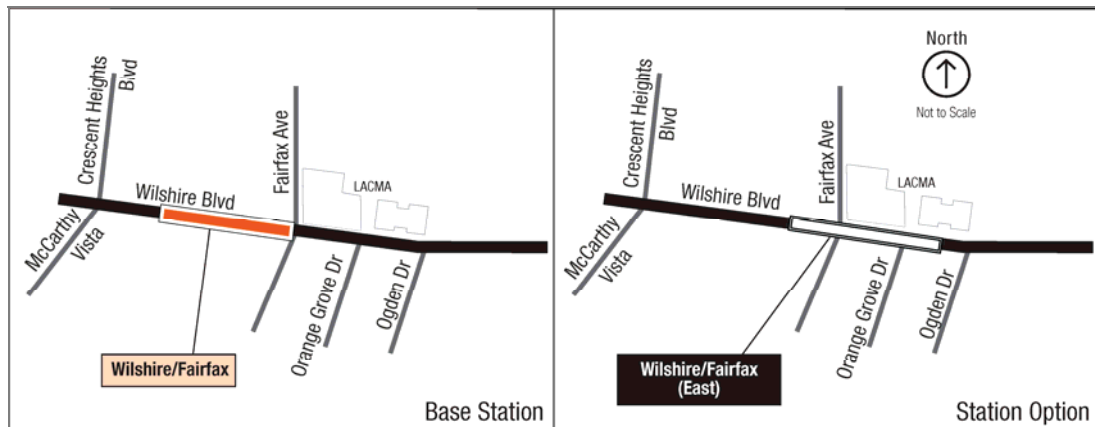 Crescent Heights
Blvd
Fairfax Ave
LACMA
Wilshire Blvd
McCarthy
Vista
Orange Grove Dr
Ogden Dr
Wilshire/Fairfax
Base Station
North
Not to Scale
Crescent Heights
Blvd
Fairfax Ave
LACMA
Wilshire Blvd
McCarthy
Vista
Orange Grove Dr
Ogden Dr
Wilshire/Fairfax
(East)
Station Option